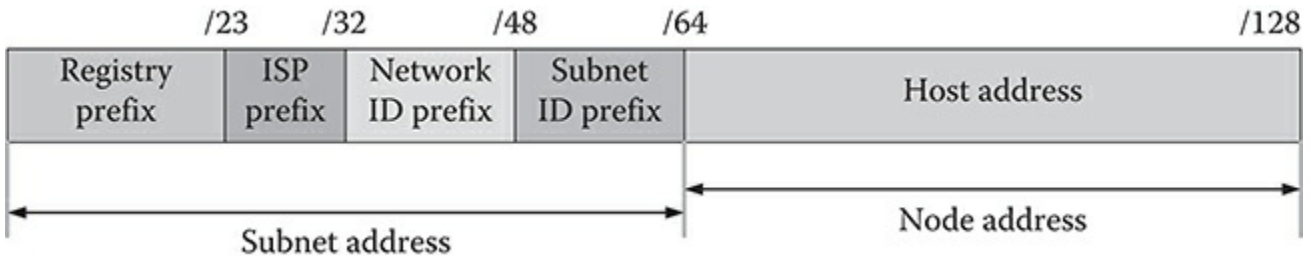 /23 /32 /48 /64 /128
Registry prefix
ISP prefix
Network ID prefix
Subnet ID prefix
Host address
Node address
Subnet address